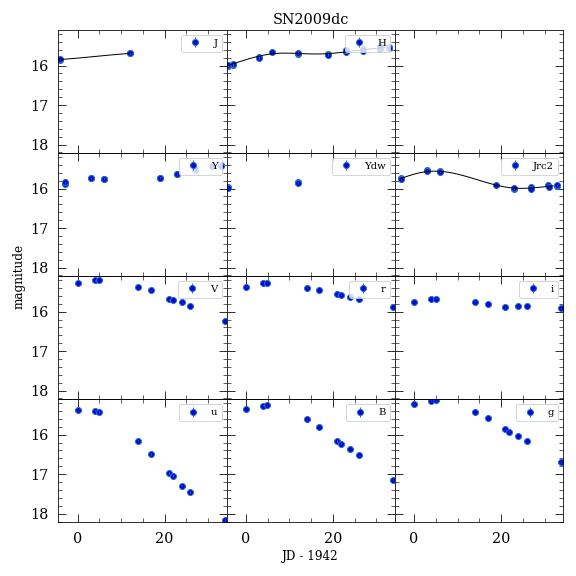 SN2009dc
J
H
16
17
18
Y
Ydw
Jrc2
16
17
18
magnitude
V
r
i
16
17
18
u
B
g
16
17
18
0 20 0 20 0 20
JD - 1942